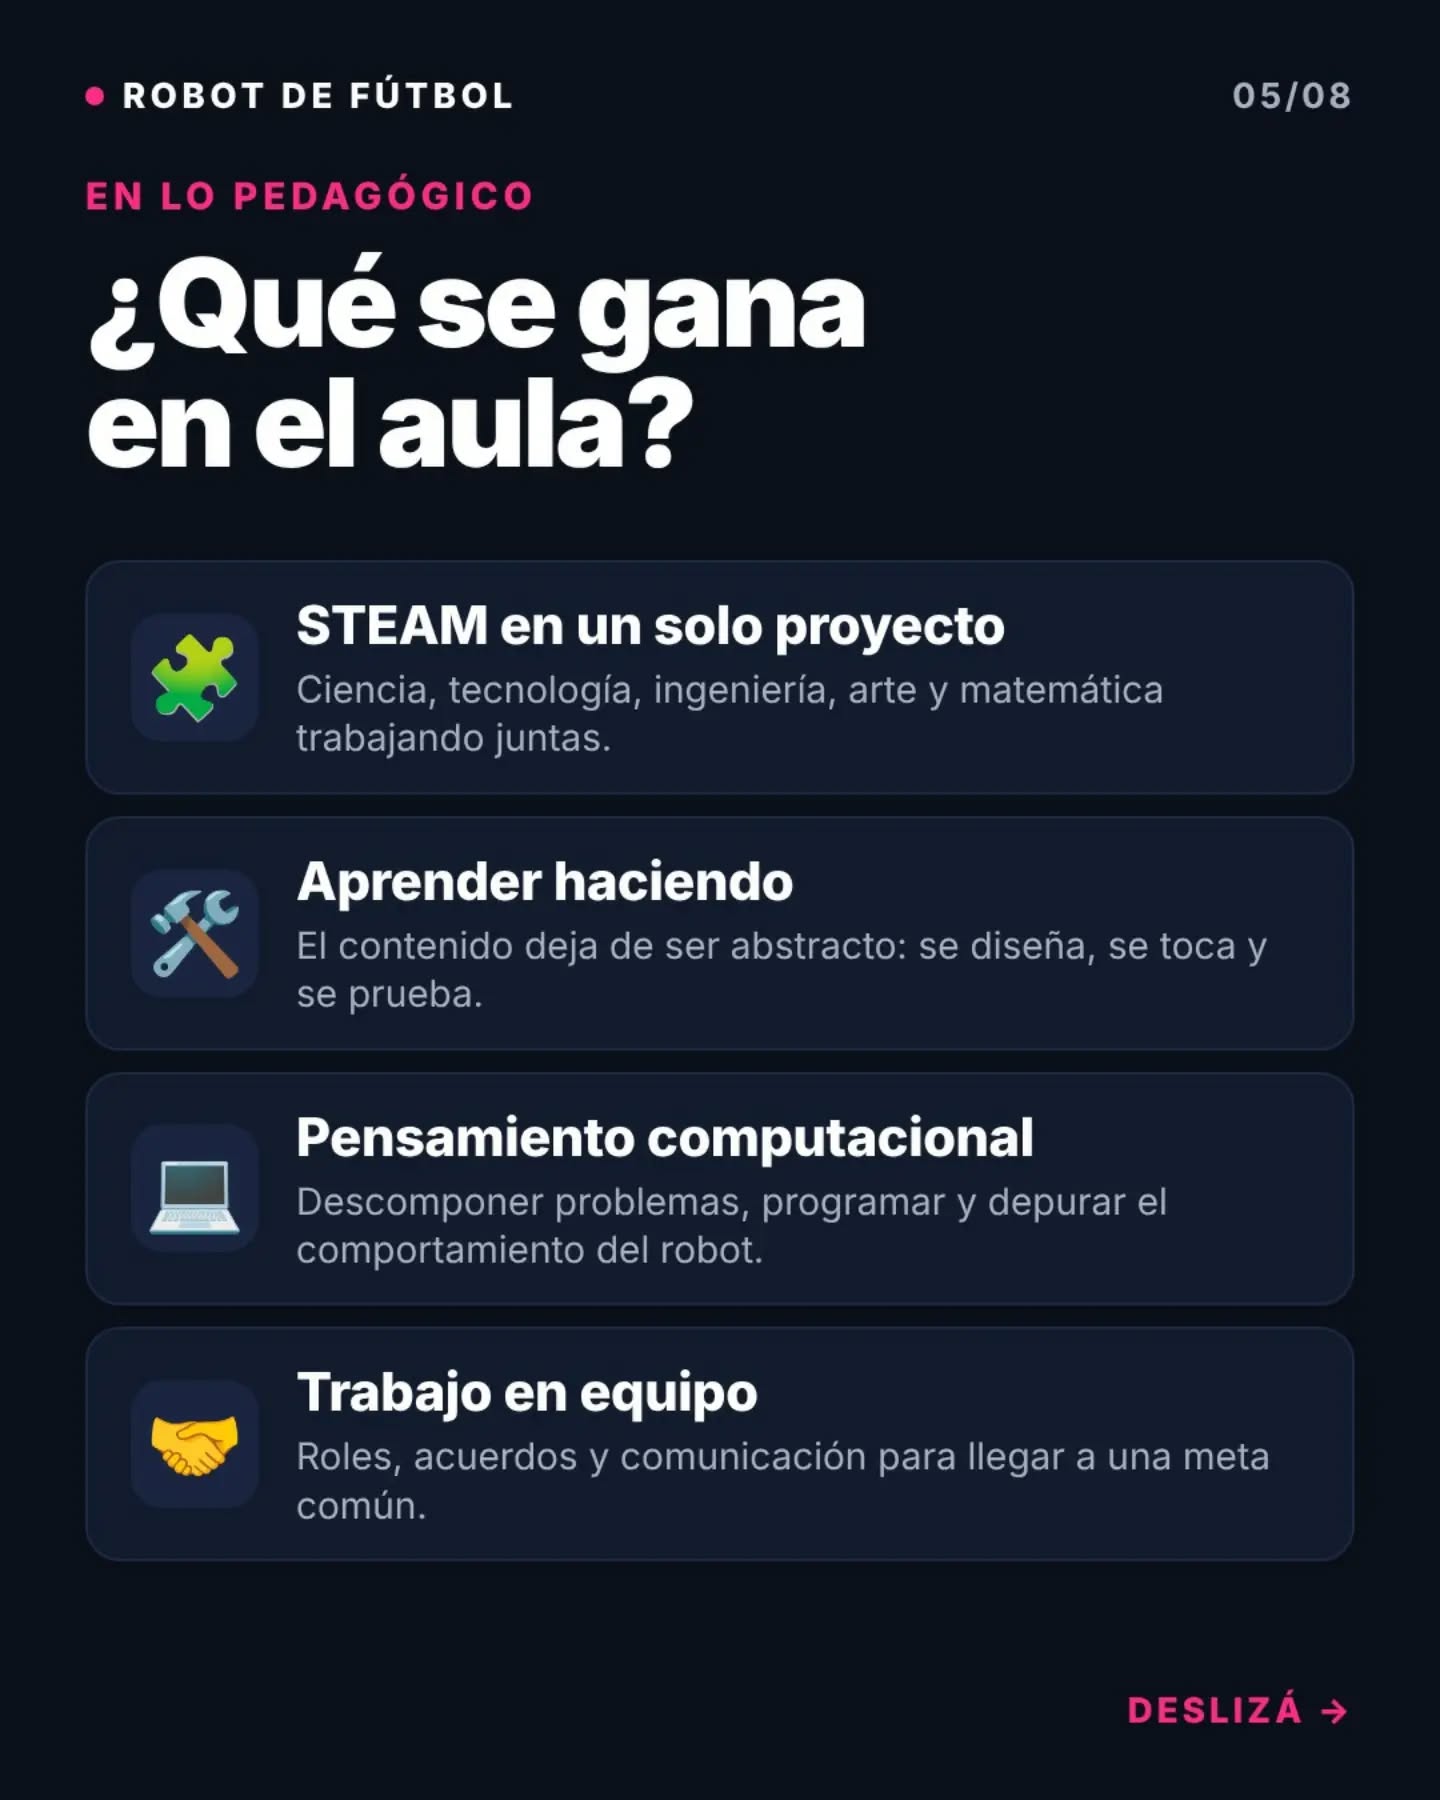 ROBOT DE FÚTBOL
05/08
EN LO PEDAGÓGICO
¿Qué se gana
en el aula?
STEAM en un solo proyecto
Ciencia, tecnología, ingeniería, arte y matemática
trabajando juntas.
Aprender haciendo
El contenido deja de ser abstracto: se diseña, se toca y
se prueba.
Pensamiento computacional
Descomponer problemas, programar y depurar el
comportamiento del robot.
Trabajo en equipo
Roles, acuerdos y comunicación para llegar a una meta
común.
DESLIZÁ →